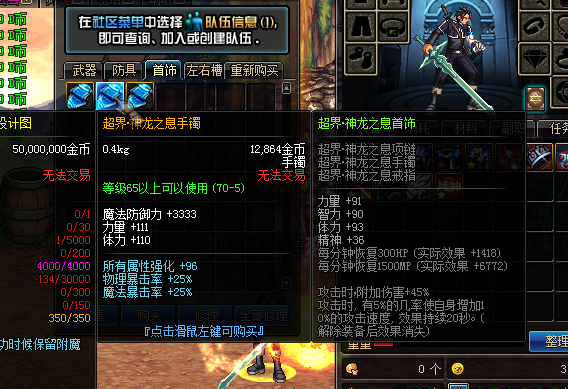 0币
0币
0币
0币
0币
在社区菜单中选择 队伍信息(I),
即可查询、加入或创建队伍.
武器 防具 首饰 左右槽 重新购买
设计图
50,000,000金币
无法交易
0/1
0/30
1/5000
0/200
4000/4000
134/30000
0/300
0/150
350/350
功时候保留附魔
超界·神龙之息手镯
0.4kg 12,864金币
手镯
无法交易
等级65以上可以使用 (70-5)
魔法防御力 +3333
力量 +111
体力 +110
所有属性强化 +96
物理暴击率 +25%
魔法暴击率 +25%
购买 修理 全部修理
『点击滑鼠左键可购买』
超界·神龙之息首饰
超界·神龙之息项链
超界·神龙之息手镯
超界·神龙之息戒指
力量 +91
智力 +90
体力 +93
精神 +36
每分钟恢复300HP (实际效果 +1418)
每分钟恢复1500MP (实际效果 +6772)
攻击时,附加伤害+45%
攻击时, 有5%的几率使自身增加1
0%的攻击速度, 效果持续20秒。(
解除装备后效果消失)
材料 副职
任务
重量
整理
0 个
3